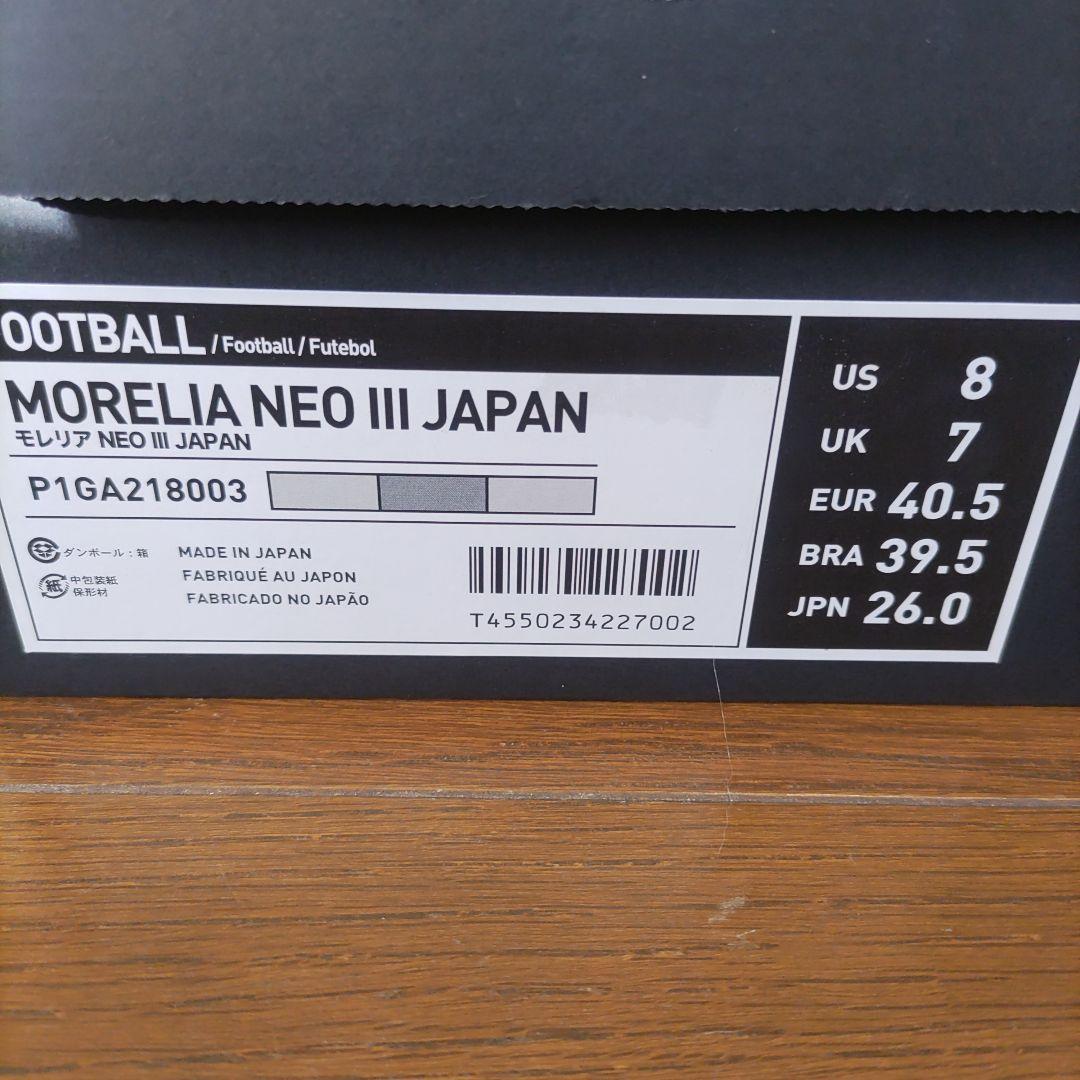 OOTBALL / Football / Futebol
MORELIA NEO III JAPAN
モレリア NEO III JAPAN
P1GA218003
ダンボール：箱
紙 中包装紙
保形材
MADE IN JAPAN
FABRIQUÉ AU JAPON
FABRICADO NO JAPÃO
T4550234227002
US 8
UK 7
EUR 40.5
BRA 39.5
JPN 26.0